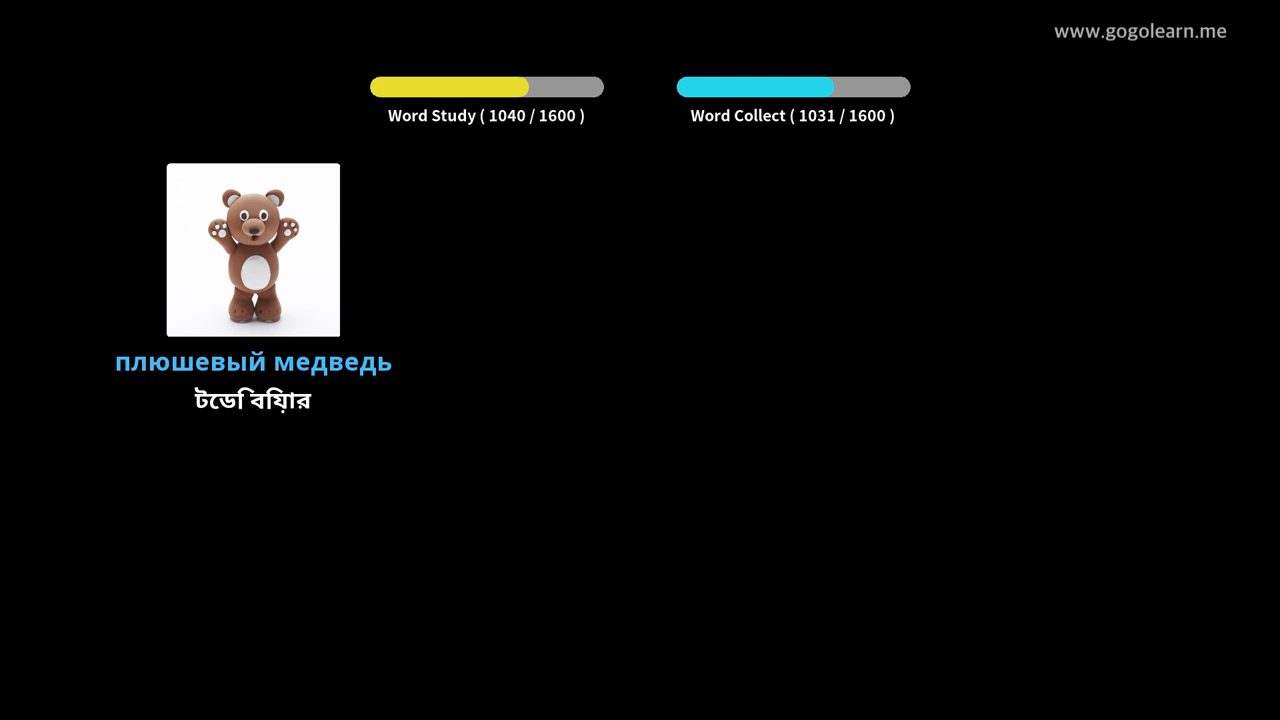 www.gogolearn.me
Word Study ( 1040 / 1600 )
Word Collect ( 1031 / 1600 )
плюшевый медведь
টেডি বিয়ার